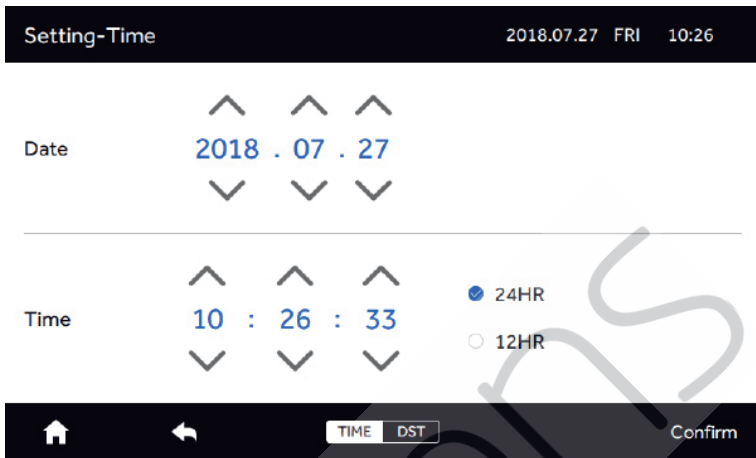 Setting-Time 2018.07.27 FRI 10:26
Date 2018 . 07 . 27
24HR
Time 10 : 26 : 33
12HR
TIME DST Confirm